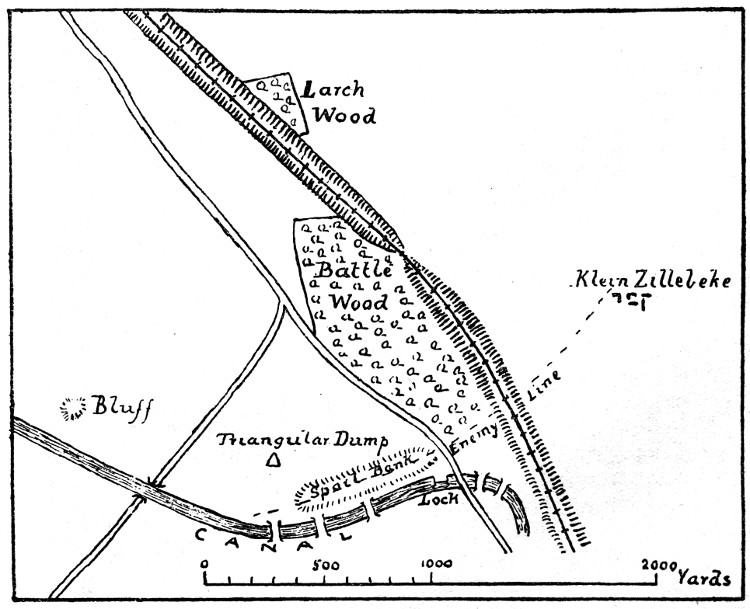 Larch
Wood
Battle
Wood
Klein Zillebeke
Enemy Line
Bluff
Triangular Dump
Spoil Bank
Lock
CANAL
0 500 1000 2000 Yards